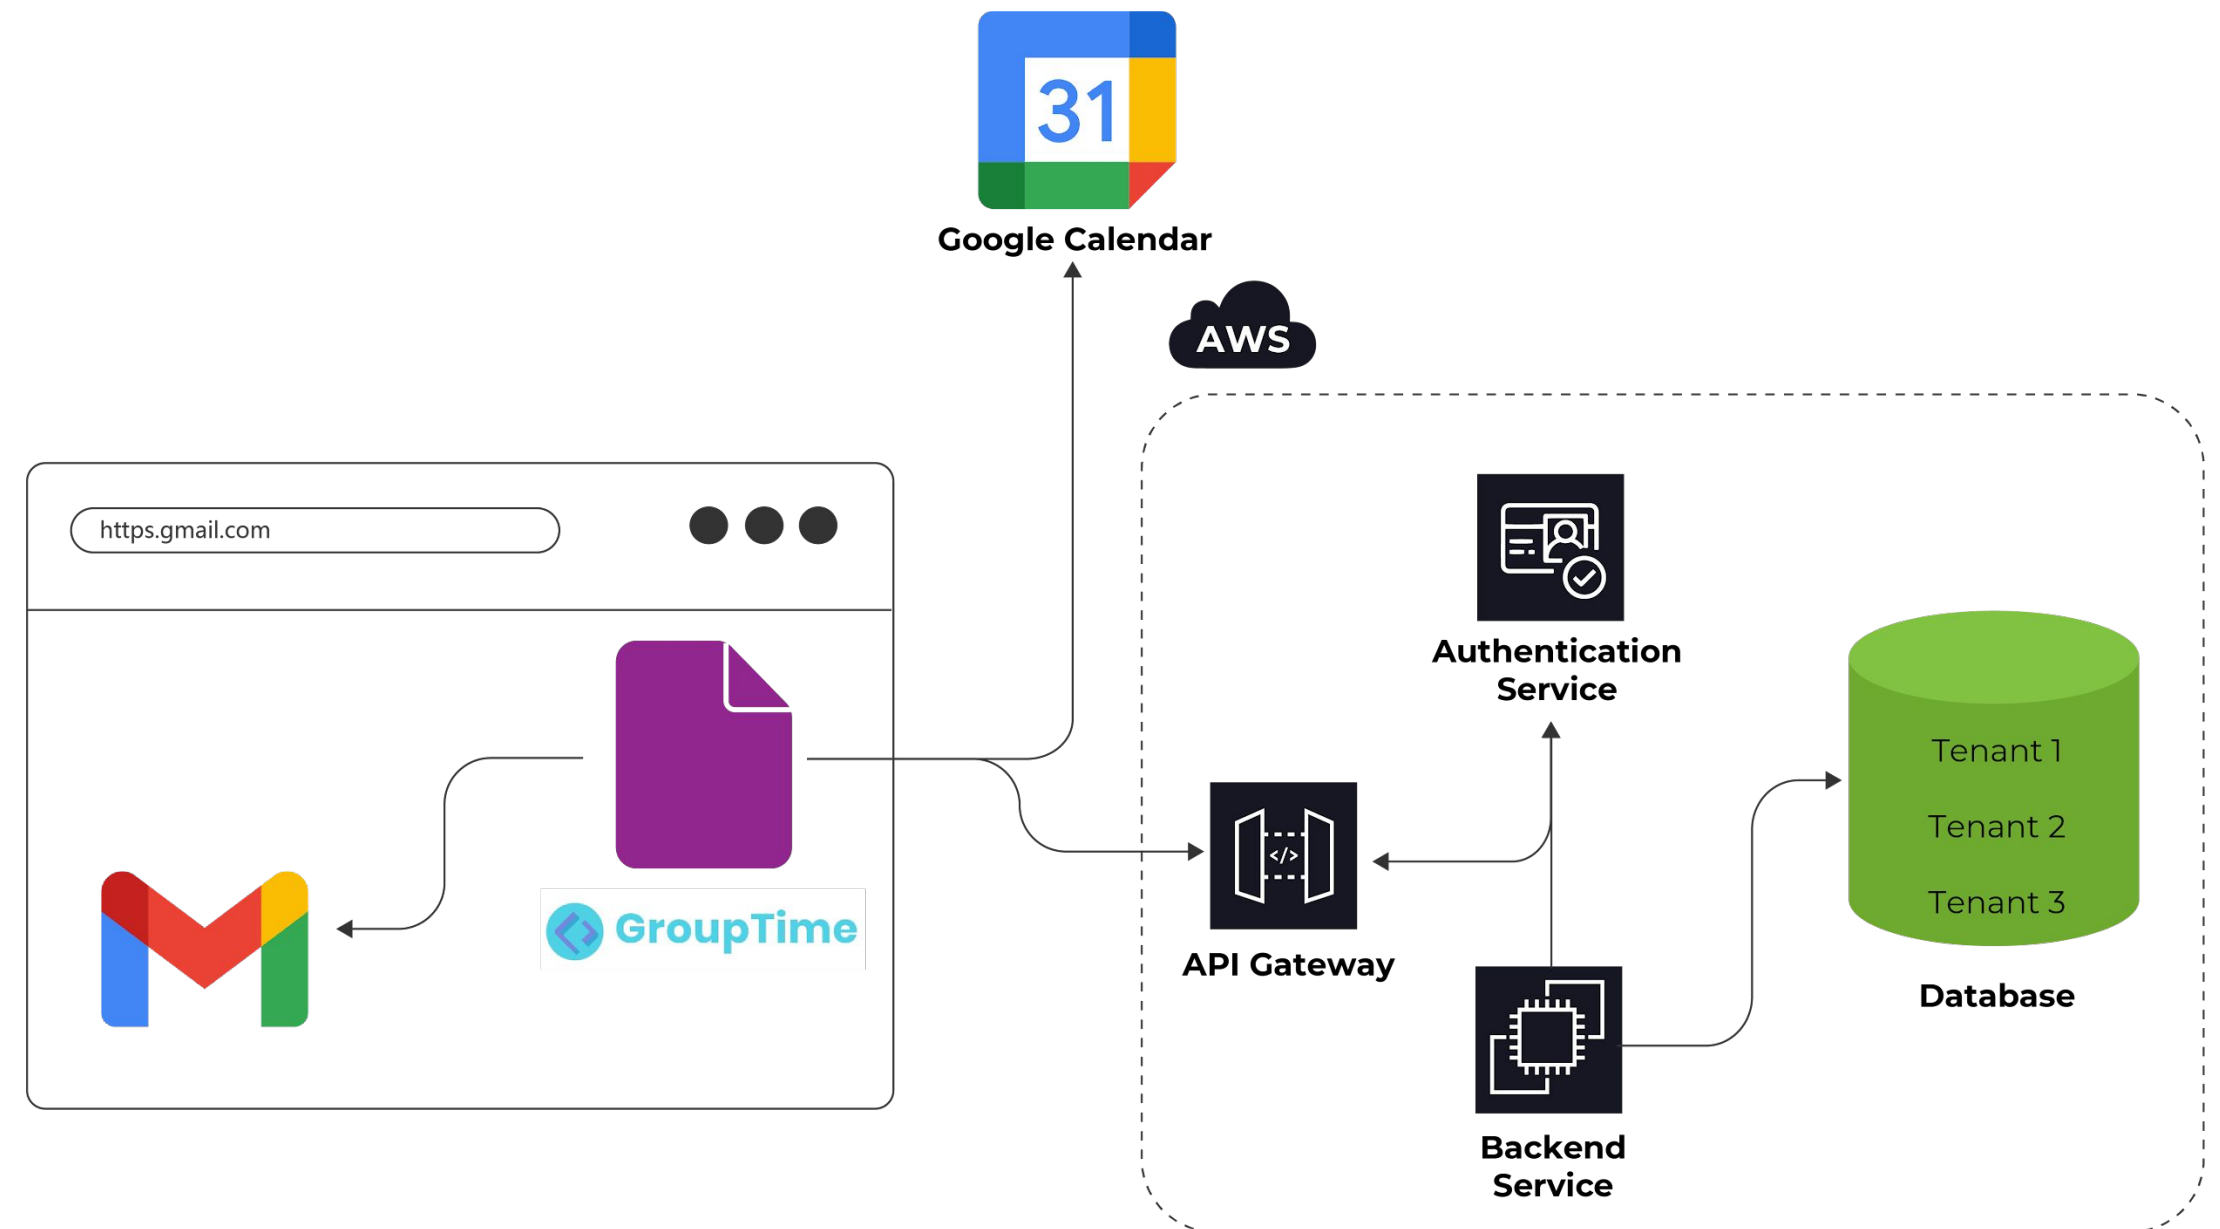 31
Google Calendar
AWS
https.gmail.com
Authentication
Service
Tenant 1
Tenant 2
Tenant 3
</>
GroupTime
API Gateway
Database
Backend
Service